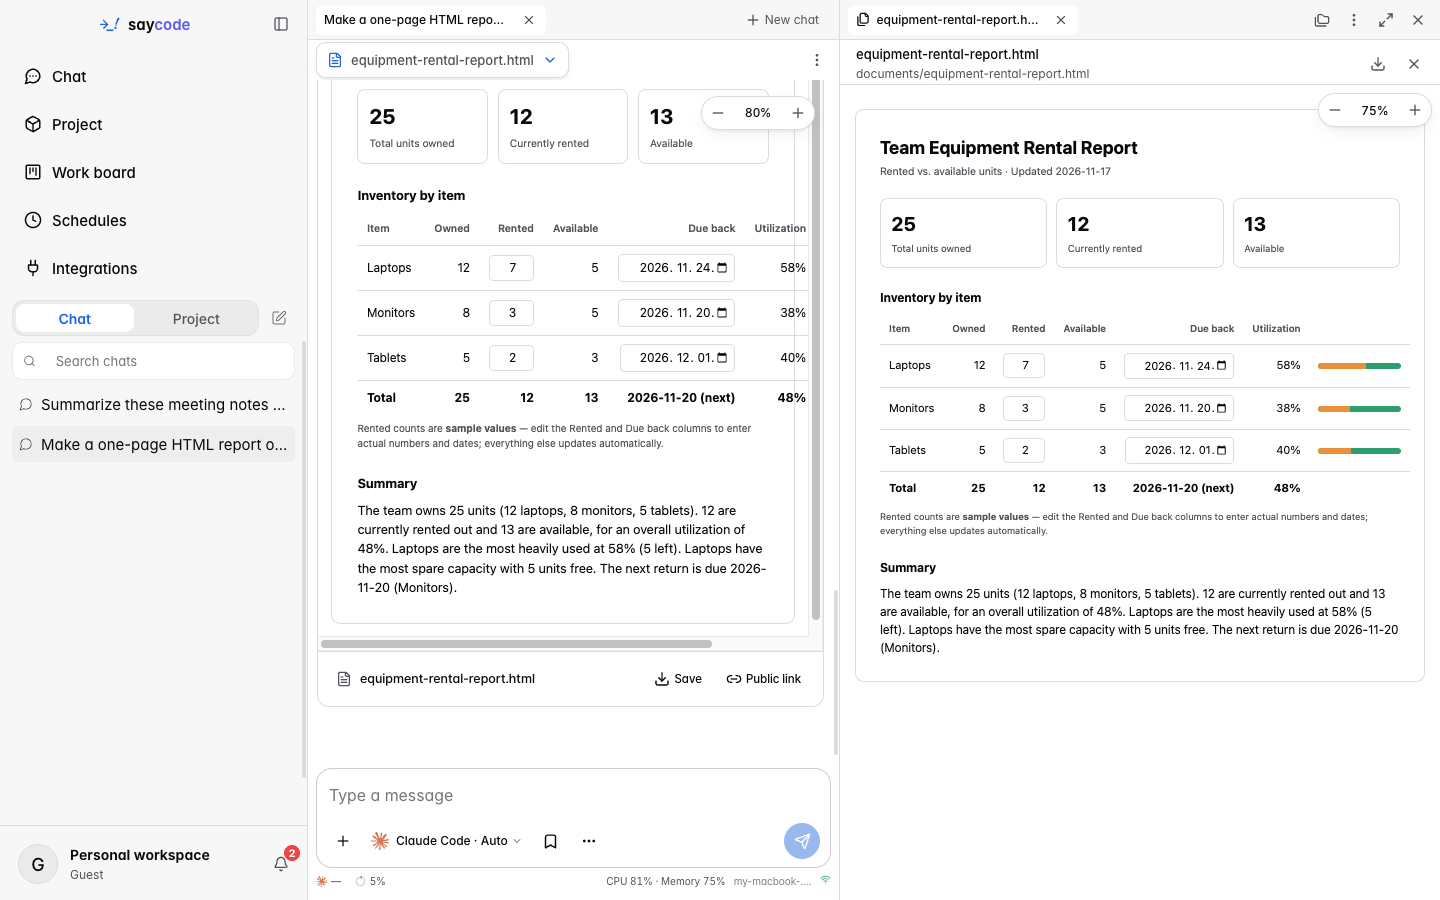 saycode
Chat
Project
Work board
Schedules
Integrations
Chat
Project
Search chats
Summarize these meeting notes ...
Make a one-page HTML report o...
G
Personal workspace
Guest
2
Make a one-page HTML repo...
New chat
equipment-rental-report.html
80%
25
Total units owned
12
Currently rented
13
Available
Inventory by item
Item Owned Rented Available Due back Utilization
Laptops 12 7 5 2026. 11. 24. 58%
Monitors 8 3 5 2026. 11. 20. 38%
Tablets 5 2 3 2026. 12. 01. 40%
Total 25 12 13 2026-11-20 (next) 48%
Rented counts are sample values — edit the Rented and Due back columns to enter
actual numbers and dates; everything else updates automatically.
Summary
The team owns 25 units (12 laptops, 8 monitors, 5 tablets). 12 are
currently rented out and 13 are available, for an overall utilization of
48%. Laptops are the most heavily used at 58% (5 left). Laptops have
the most spare capacity with 5 units free. The next return is due 2026-
11-20 (Monitors).
equipment-rental-report.html
Save
Public link
Type a message
Claude Code · Auto
— 5%
CPU 81% · Memory 75% my-macbook-....
equipment-rental-report.h...
equipment-rental-report.html
documents/equipment-rental-report.html
75%
Team Equipment Rental Report
Rented vs. available units · Updated 2026-11-17
25
Total units owned
12
Currently rented
13
Available
Inventory by item
Item Owned Rented Available Due back Utilization
Laptops 12 7 5 2026. 11. 24. 58%
Monitors 8 3 5 2026. 11. 20. 38%
Tablets 5 2 3 2026. 12. 01. 40%
Total 25 12 13 2026-11-20 (next) 48%
Rented counts are sample values — edit the Rented and Due back columns to enter actual numbers and dates;
everything else updates automatically.
Summary
The team owns 25 units (12 laptops, 8 monitors, 5 tablets). 12 are currently rented out and 13
are available, for an overall utilization of 48%. Laptops are the most heavily used at 58% (5
left). Laptops have the most spare capacity with 5 units free. The next return is due 2026-11-20
(Monitors).